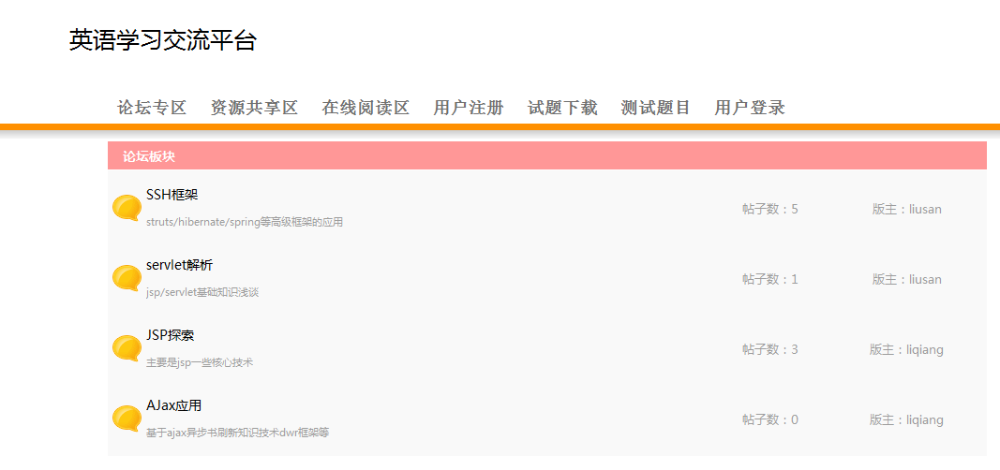 英语学习交流平台
论坛专区 资源共享区 在线阅读区 用户注册 试题下载 测试题目 用户登录
论坛板块
SSH框架
struts/hibernate/spring等高级框架的应用
帖子数：5 版主：liusan
servlet解析
jsp/servlet基础知识浅谈
帖子数：1 版主：liusan
JSP探索
主要是jsp一些核心技术
帖子数：3 版主：liqiang
AJax应用
基于ajax异步书刷新知识技术dwr框架等
帖子数：0 版主：liqiang